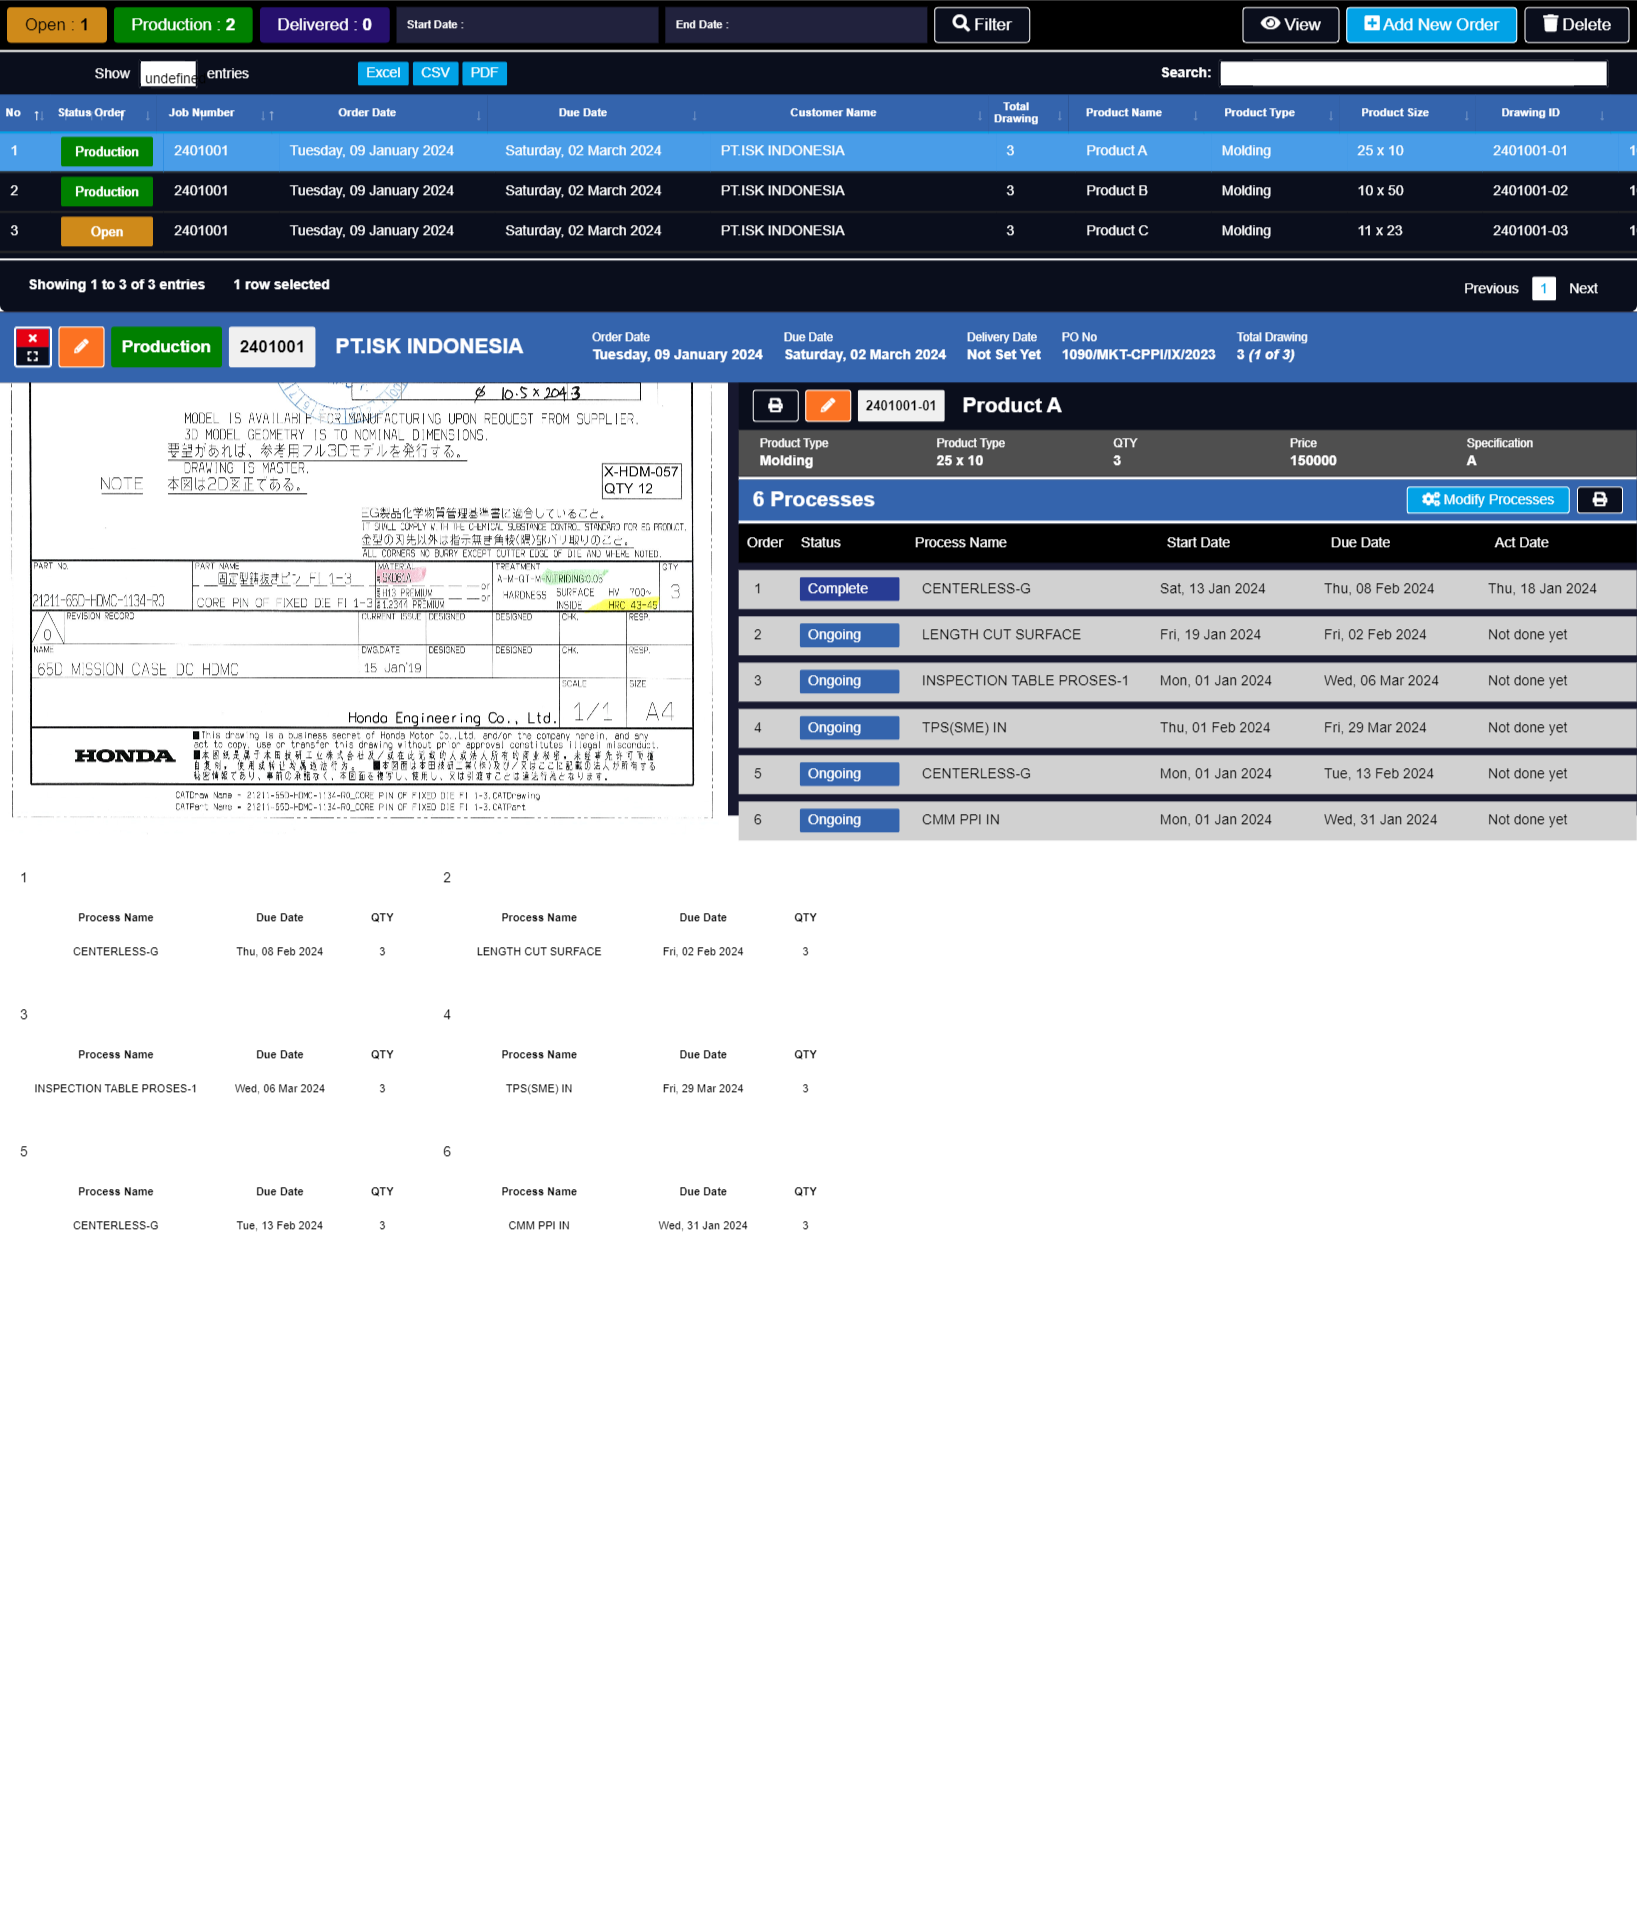 Open : 1 Production : 2 Delivered : 0 Start Date : End Date : Filter View Add New Order Delete
Show undefine entries Excel CSV PDF Search:
No Status Order Job Number Order Date Due Date Customer Name Total Drawing Product Name Product Type Product Size Drawing ID
1 Production 2401001 Tuesday, 09 January 2024 Saturday, 02 March 2024 PT.ISK INDONESIA 3 Product A Molding 25 x 10 2401001-01 1
2 Production 2401001 Tuesday, 09 January 2024 Saturday, 02 March 2024 PT.ISK INDONESIA 3 Product B Molding 10 x 50 2401001-02 1
3 Open 2401001 Tuesday, 09 January 2024 Saturday, 02 March 2024 PT.ISK INDONESIA 3 Product C Molding 11 x 23 2401001-03 1
Showing 1 to 3 of 3 entries 1 row selected Previous 1 Next
Production 2401001 PT.ISK INDONESIA
Order Date Due Date Delivery Date PO No Total Drawing
Tuesday, 09 January 2024 Saturday, 02 March 2024 Not Set Yet 1090/MKT-CPPI/IX/2023 3 (1 of 3)
ø 10.5 x 204.3
MODEL IS AVAILABLE FOR MANUFACTURING UPON REQUEST FROM SUPPLIER.
3D MODEL GEOMETRY IS TO NOMINAL DIMENSIONS.
要望があれば、参考用フル3Dモデルを発行する。
DRAWING IS MASTER.
NOTE 本図は2D図正である。
X-HDM-057
QTY 12
EG製品化学物質管理基準書に適合していること。
IT SHALL COMPLY WITH THE CHEMICAL SUBSTANCE CONTROL STANDARD FOR EG PRODUCT.
金型の刃先以外は指示無き角稜(隅)部バリ取りのこと。
ALL CORNERS NO BURRY EXCEPT CUTTER EDGE OF DIE AND WHERE NOTED.
PART NO. PART NAME MATERIAL TREATMENT QTY
固定型鋳抜きピン FI 1-3 SKD61A or A-M-QT-M-NITRIDING:0.05
H13 PREMIUM or HARDNESS SURFACE HV 700~ 3
21211-65D-HDMC-1134-R0 CORE PIN OF FIXED DIE FI 1-3 1.2344 PREMIUM INSIDE HRC 43-45
REVISION RECORD CURRENT ISSUE DESIGNED DESIGNED CHK. RESP.
0
NAME DWG.DATE DESIGNED DESIGNED CHK. RESP.
65D MISSION CASE DC HDMC 15 Jan'19
SCALE SIZE
Honda Engineering Co., Ltd. 1/1 A4
■This drawing is a business secret of Honda Motor Co.,Ltd. and/or the company herein, and any
HONDA act to copy, use or transfer this drawing without prior approval constitutes illegal misconduct.
CATDraw Name = 21211-65D-HDMC-1134-R0_CORE PIN OF FIXED DIE FI 1-3.CATDrawing
CATPart Name = 21211-65D-HDMC-1134-R0_CORE PIN OF FIXED DIE FI 1-3.CATPart
2401001-01 Product A
Product Type Product Type QTY Price Specification
Molding 25 x 10 3 150000 A
6 Processes Modify Processes
Order Status Process Name Start Date Due Date Act Date
1 Complete CENTERLESS-G Sat, 13 Jan 2024 Thu, 08 Feb 2024 Thu, 18 Jan 2024
2 Ongoing LENGTH CUT SURFACE Fri, 19 Jan 2024 Fri, 02 Feb 2024 Not done yet
3 Ongoing INSPECTION TABLE PROSES-1 Mon, 01 Jan 2024 Wed, 06 Mar 2024 Not done yet
4 Ongoing TPS(SME) IN Thu, 01 Feb 2024 Fri, 29 Mar 2024 Not done yet
5 Ongoing CENTERLESS-G Mon, 01 Jan 2024 Tue, 13 Feb 2024 Not done yet
6 Ongoing CMM PPI IN Mon, 01 Jan 2024 Wed, 31 Jan 2024 Not done yet
1 2
Process Name Due Date QTY Process Name Due Date QTY
CENTERLESS-G Thu, 08 Feb 2024 3 LENGTH CUT SURFACE Fri, 02 Feb 2024 3
3 4
Process Name Due Date QTY Process Name Due Date QTY
INSPECTION TABLE PROSES-1 Wed, 06 Mar 2024 3 TPS(SME) IN Fri, 29 Mar 2024 3
5 6
Process Name Due Date QTY Process Name Due Date QTY
CENTERLESS-G Tue, 13 Feb 2024 3 CMM PPI IN Wed, 31 Jan 2024 3